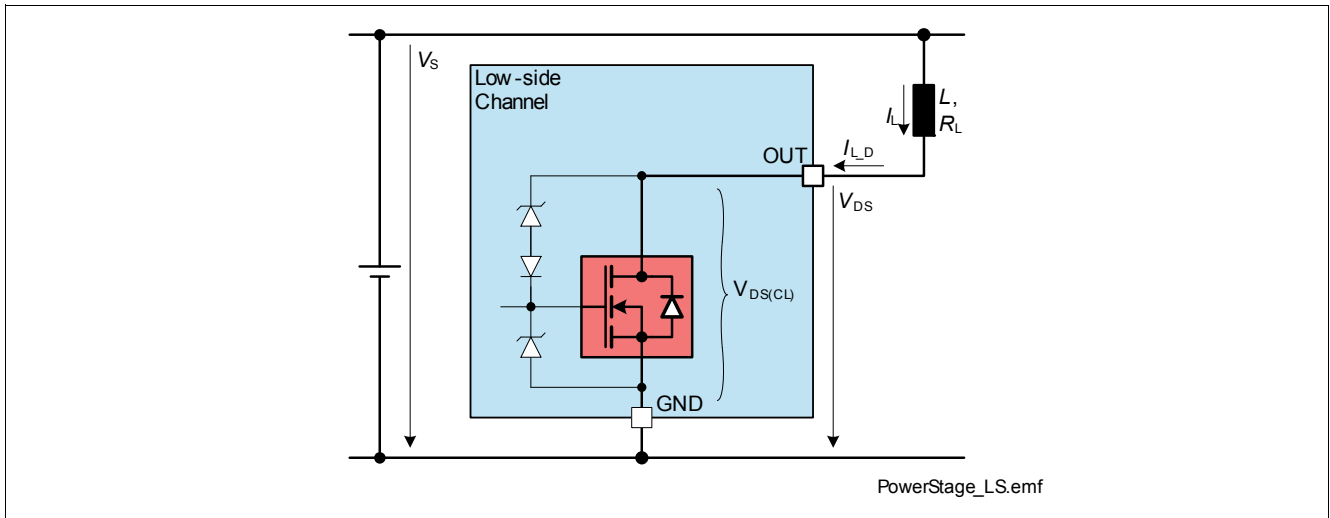 VS
Low-side
Channel
L,
RL
IL
IL_D
OUT
VDS
VDS(CL)
GND
PowerStage_LS.emf